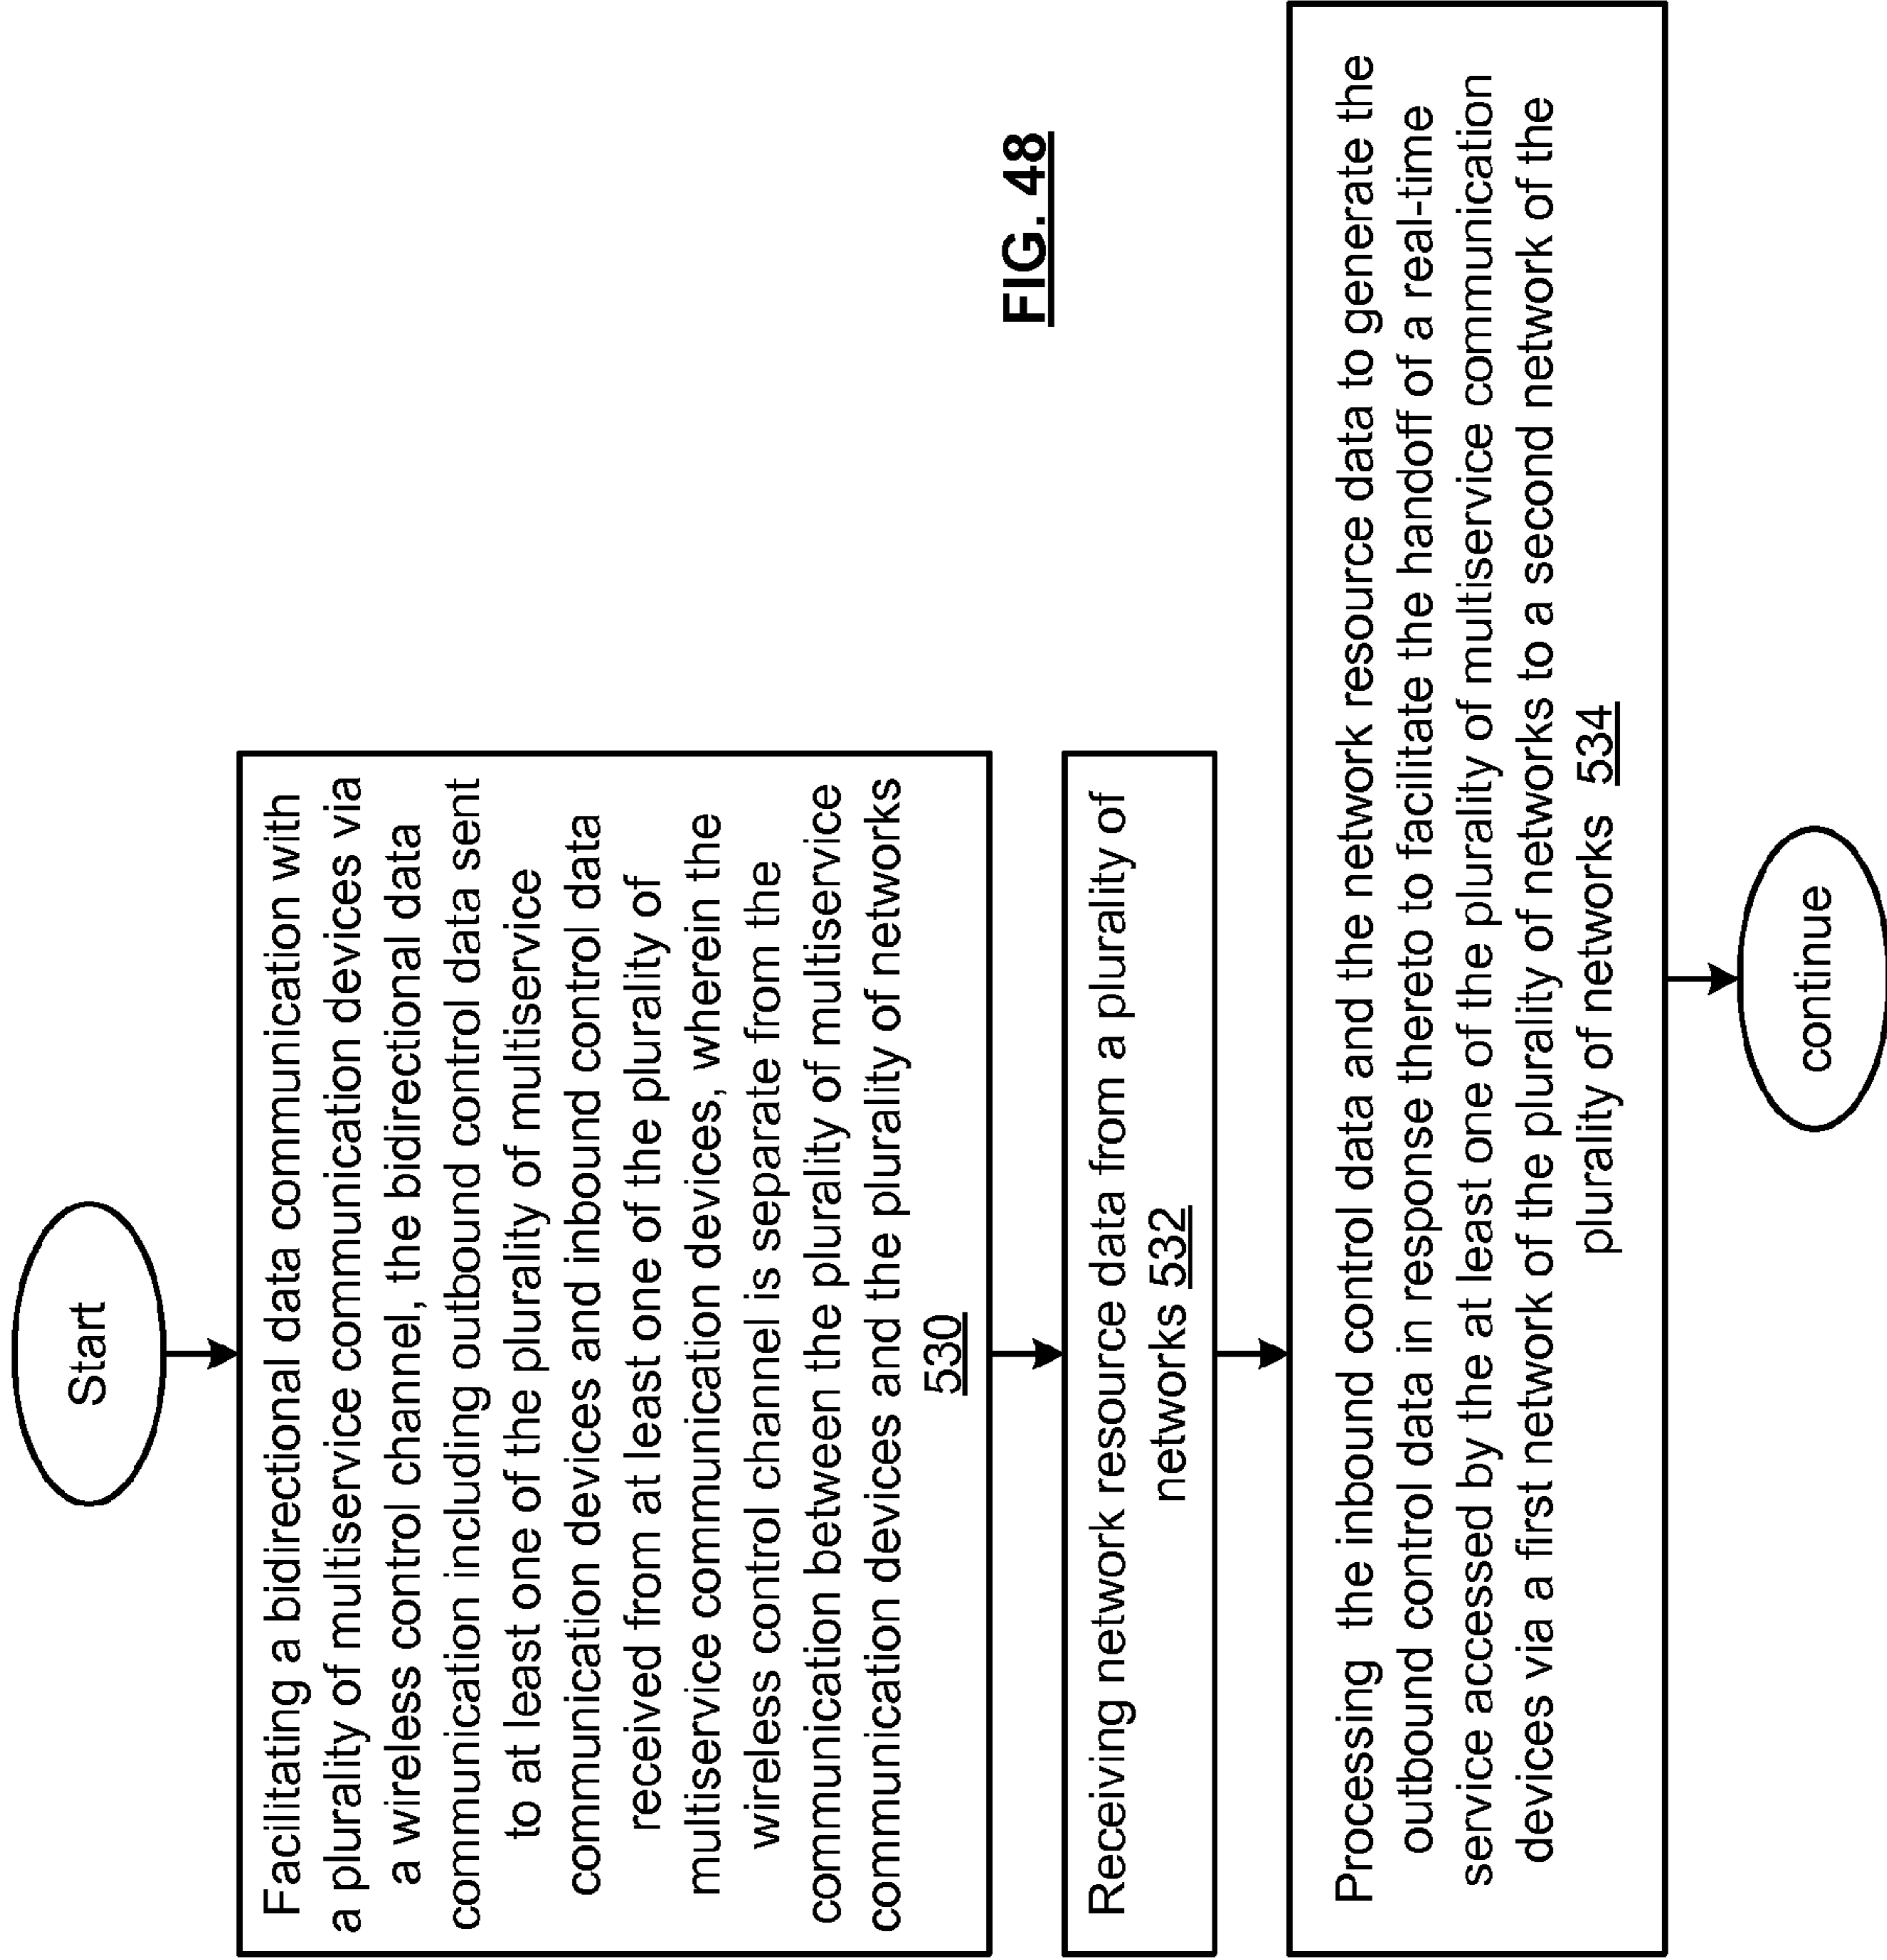 Start
Facilitating a bidirectional data communication with
a plurality of multiservice communication devices via
a wireless control channel, the bidirectional data
communication including outbound control data sent
to at least one of the plurality of multiservice
communication devices and inbound control data
received from at least one of the plurality of
multiservice communication devices, wherein the
wireless control channel is separate from the
communication between the plurality of multiservice
communication devices and the plurality of networks
530
Receiving network resource data from a plurality of
networks 532
Processing the inbound control data and the network resource data to generate the
outbound control data in response thereto to facilitate the handoff of a real-time
service accessed by the at least one of the plurality of multiservice communication
devices via a first network of the plurality of networks to a second network of the
plurality of networks 534
continue
FIG. 48